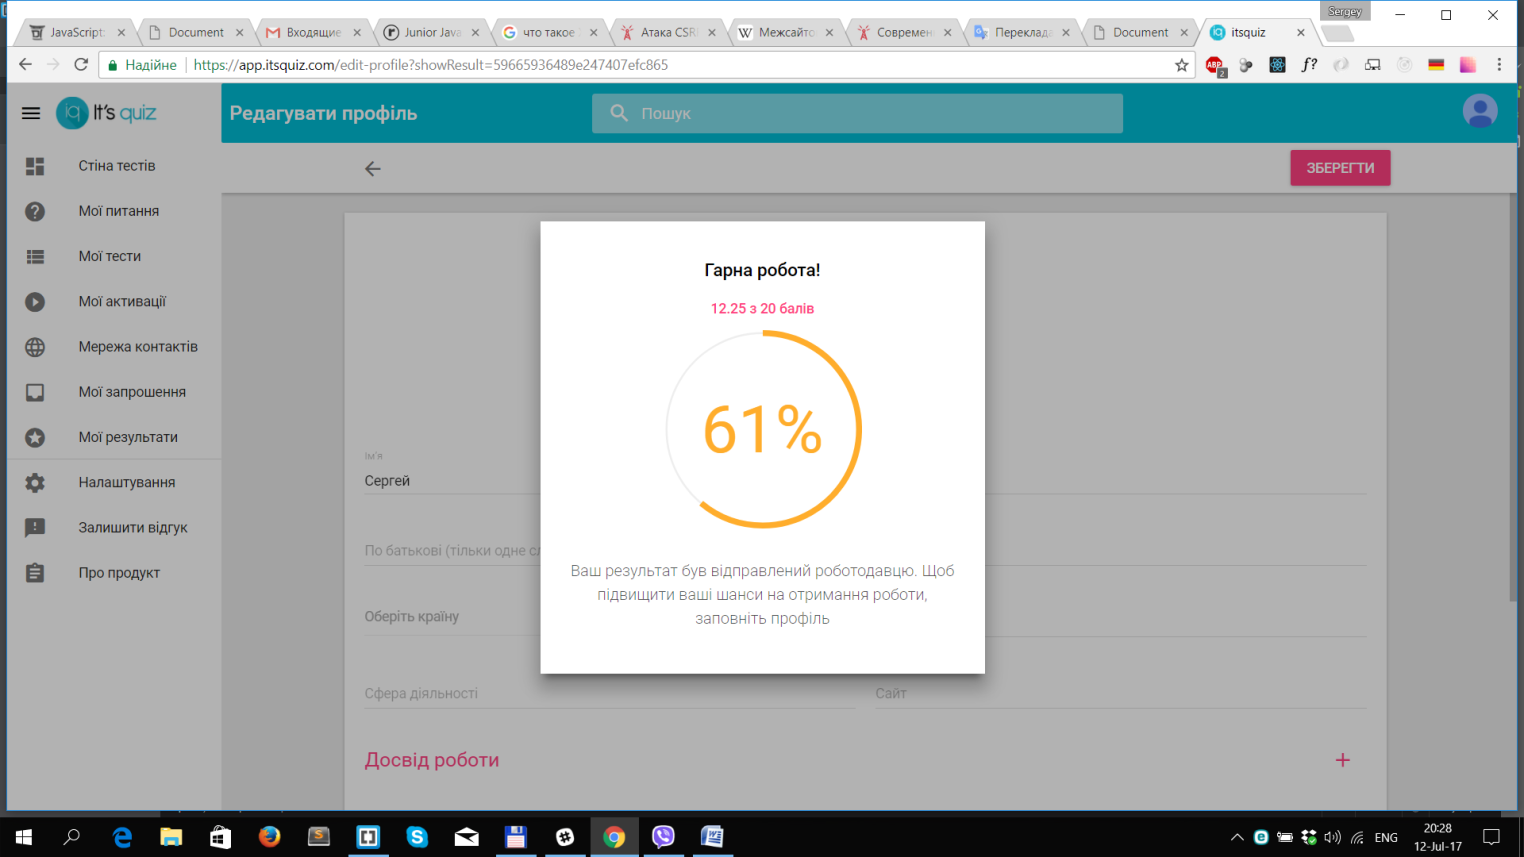 Sergey
JavaScript:
Document
Входящие
Junior Java
что такое
Атака CSR
Межсайто
Современ
Переклада
Document
itsquiz
Надійне
https://app.itsquiz.com/edit-profile?showResult=59665936489e247407efc865
ABP
2
f?
iq It's quiz
Редагувати профіль
Пошук
Стіна тестів
ЗБЕРЕГТИ
Мої питання
Мої тести
Мої активації
Мережа контактів
Мої запрошення
Мої результати
Налаштування
Залишити відгук
Про продукт
Гарна робота!
12.25 з 20 балів
61%
Ваш результат був відправлений роботодавцю. Щоб
підвищити ваші шанси на отримання роботи,
заповніть профіль
Ім'я
Сергей
По батькові (тільки одне сл
Оберіть країну
Сфера діяльності
Сайт
Досвід роботи
ENG
20:28
12-Jul-17